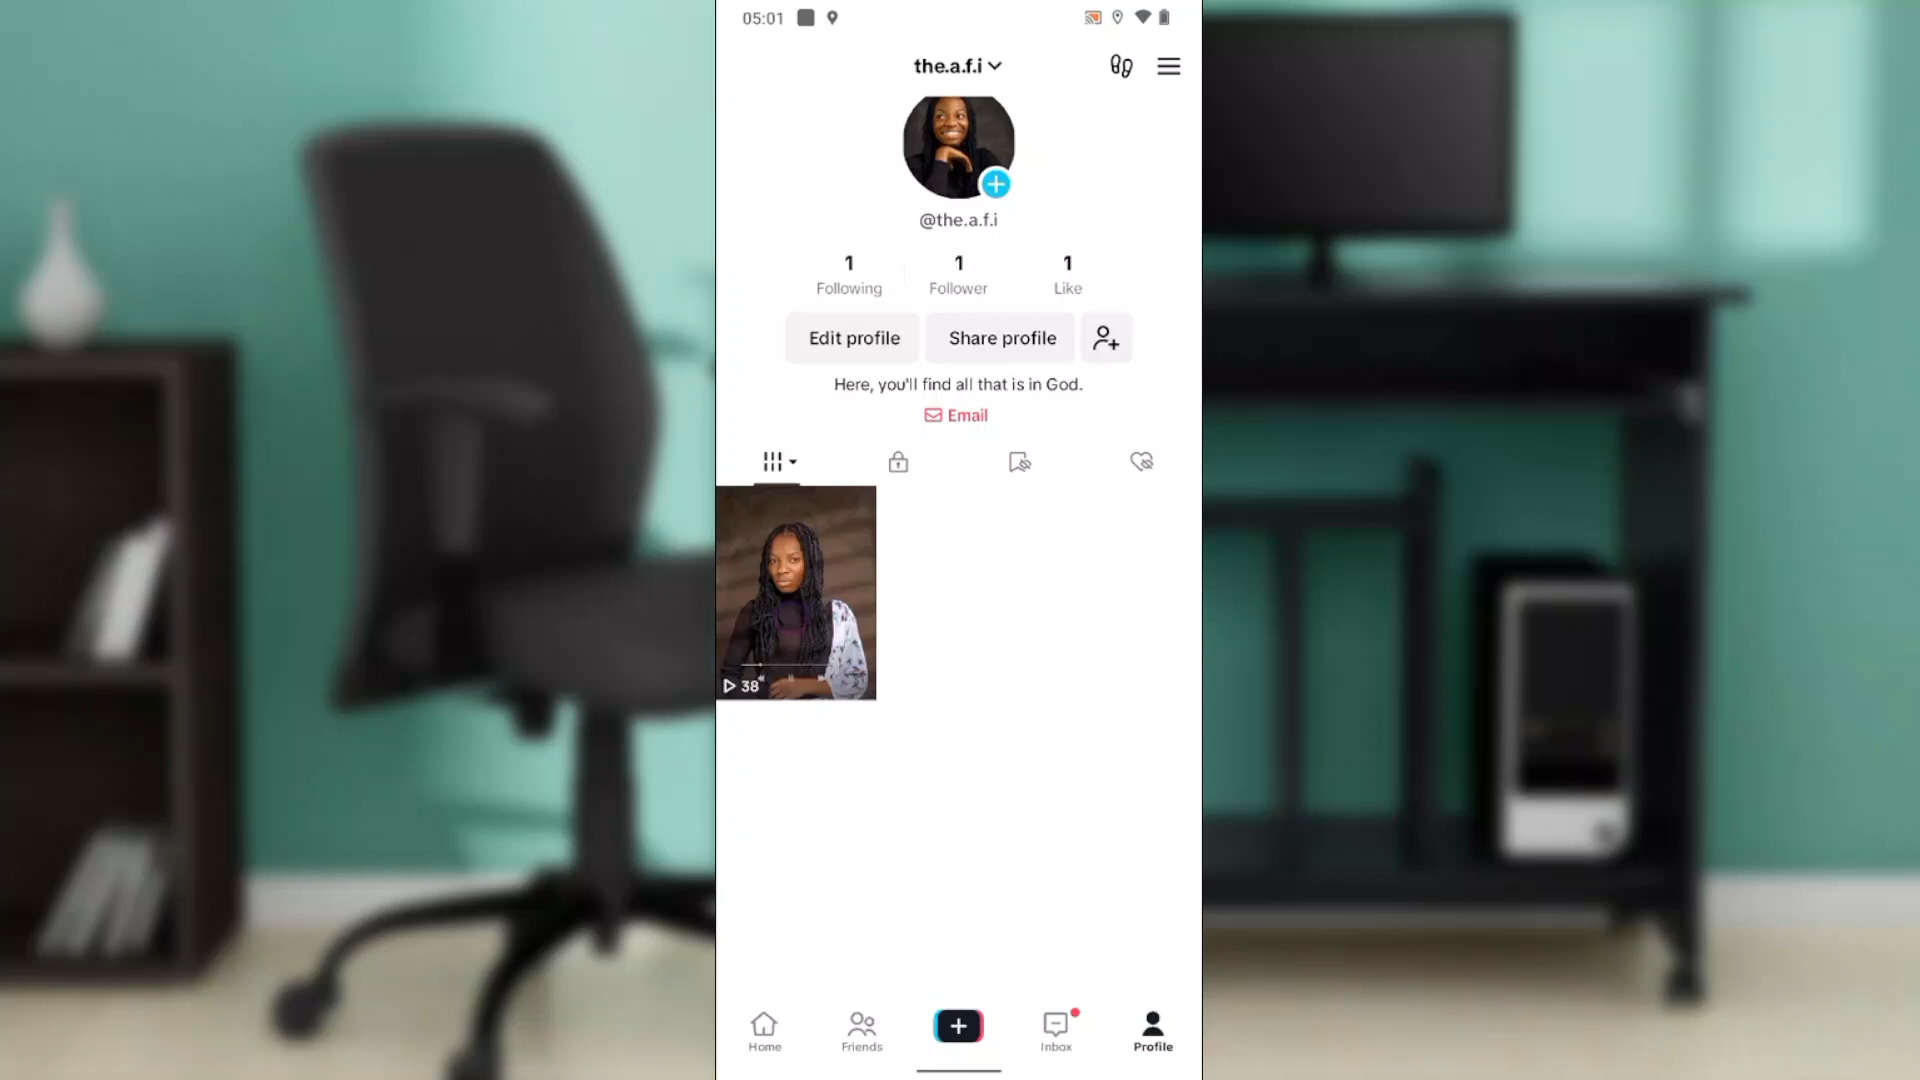 05:01
the.a.f.i
@the.a.f.i
1 1 1
Following Follower Like
Edit profile Share profile
Here, you'll find all that is in God.
Email
38
Home Friends Inbox Profile